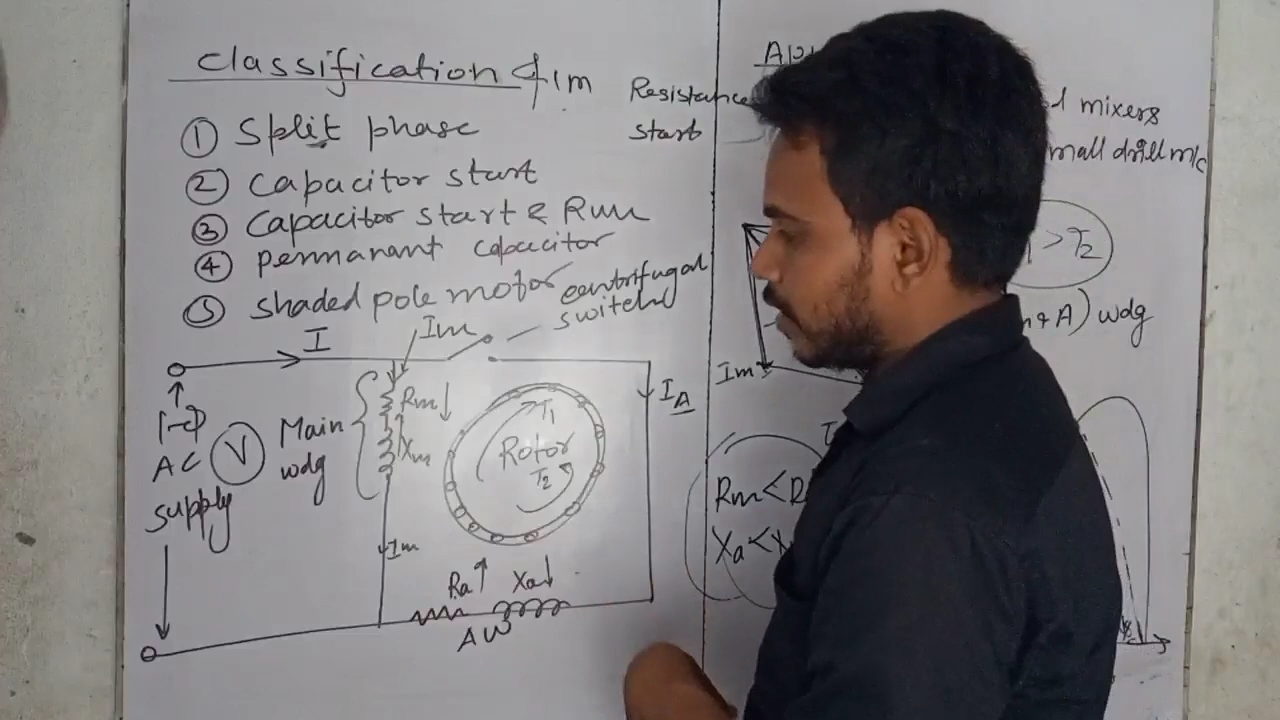 Classification of 1m
① Split phase
② Capacitor start
③ Capacitor start & Run
④ permanant capacitor
⑤ shaded pole motor
Resistance
start
centrifugal
switch
I
Im
1-Φ
AC
supply
V
Main
wdg
Rm↓
Xm↑
Im
Rotor
T1
T2
IA
Ra↑ Xa↓
AW
mixers
small drill m/c
>T2
A) wdg
Im
Rm<R
Xa<X